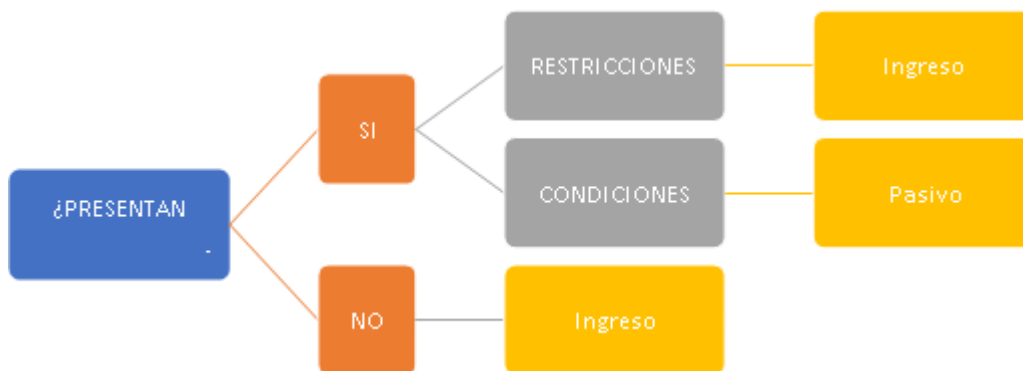 ¿PRESENTAN
-
SI
RESTRICCIONES
Ingreso
CONDICIONES
Pasivo
NO
Ingreso